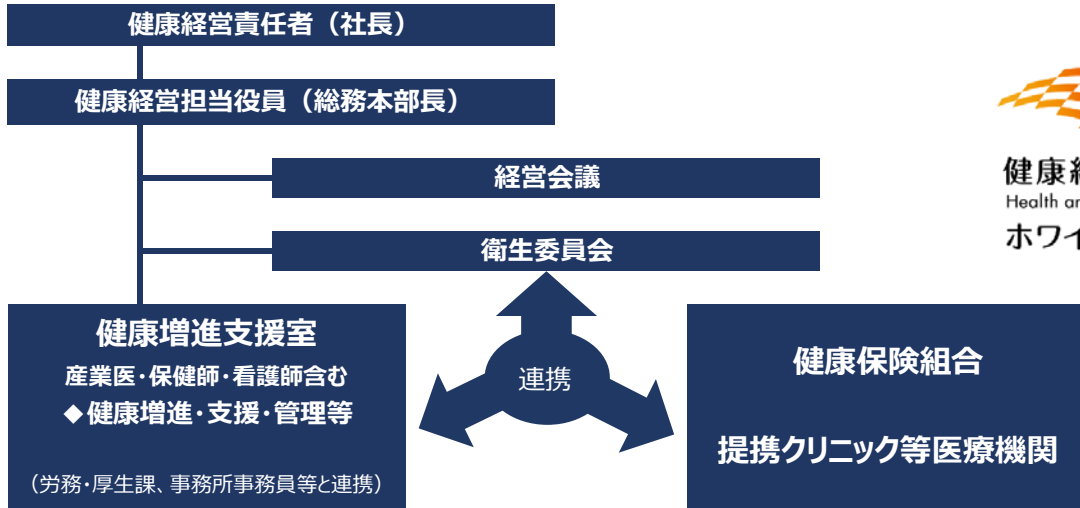 健康経営責任者（社長）
健康経営担当役員（総務本部長）
経営会議
衛生委員会
健康
Health
ホワイ
健康増進支援室
産業医・保健師・看護師含む
◆健康増進・支援・管理等
（労務・厚生課、事務所事務員等と連携）
連携
健康保険組合
提携クリニック等医療機関